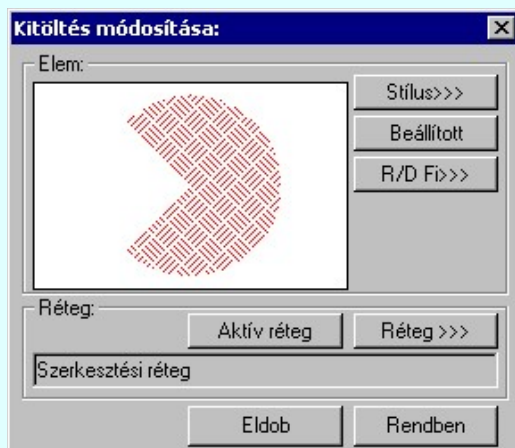 Kitöltés módosítása:
Elem:
Stílus>>>
Beállított
R/D Fi>>>
Réteg:
Aktív réteg
Réteg >>>
Szerkesztési réteg
Eldob
Rendben